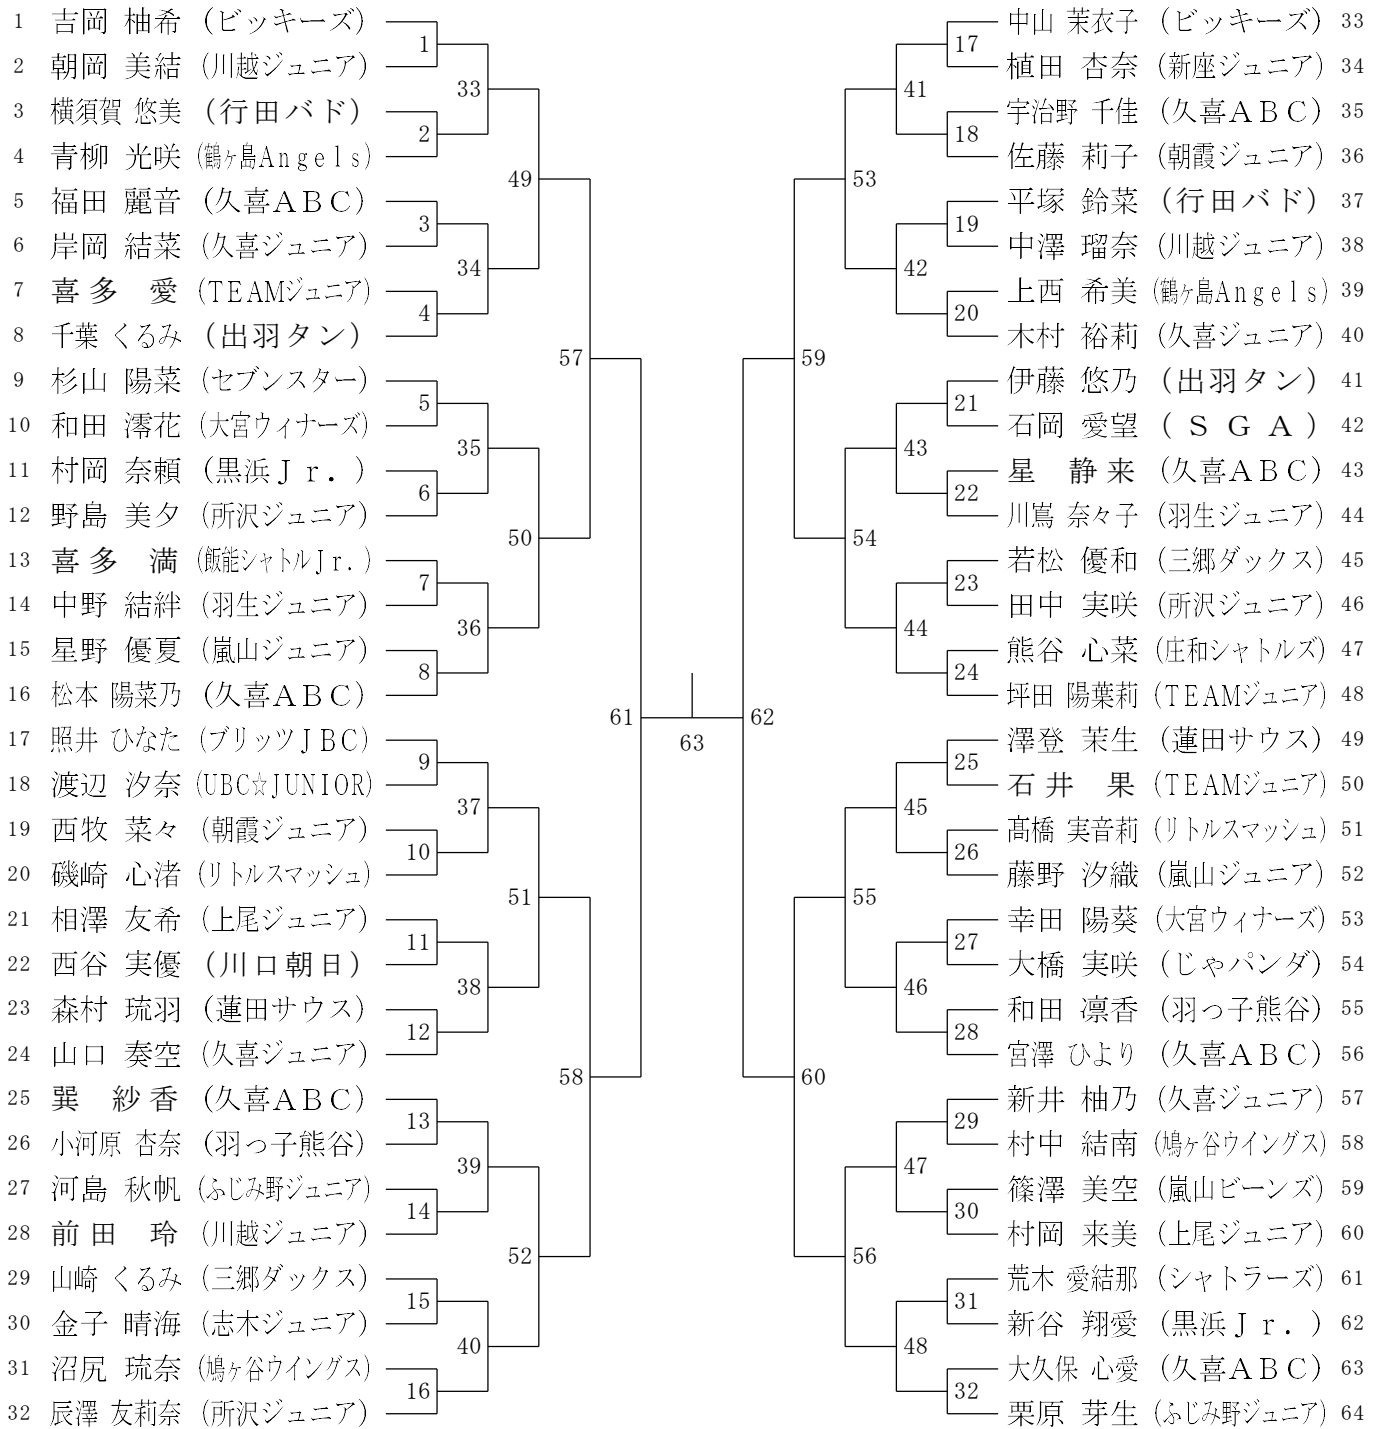 1 吉岡 柚希 (ビッキーズ)
2 朝岡 美結 (川越ジュニア)
3 横須賀 悠美 (行田バド)
4 青柳 光咲 (鶴ヶ島Angels)
5 福田 麗音 (久喜ABC)
6 岸岡 結菜 (久喜ジュニア)
7 喜多 愛 (TEAMジュニア)
8 千葉 くるみ (出羽タン)
9 杉山 陽菜 (セブンスター)
10 和田 澪花 (大宮ウィナーズ)
11 村岡 奈頼 (黒浜Jr.)
12 野島 美夕 (所沢ジュニア)
13 喜多 満 (飯能シャトルJr.)
14 中野 結絆 (羽生ジュニア)
15 星野 優夏 (嵐山ジュニア)
16 松本 陽菜乃 (久喜ABC)
17 照井 ひなた (ブリッツJBC)
18 渡辺 汐奈 (UBC☆JUNIOR)
19 西牧 菜々 (朝霞ジュニア)
20 磯崎 心渚 (リトルスマッシュ)
21 相澤 友希 (上尾ジュニア)
22 西谷 実優 (川口朝日)
23 森村 琉羽 (蓮田サウス)
24 山口 奏空 (久喜ジュニア)
25 巽 紗香 (久喜ABC)
26 小河原 杏奈 (羽っ子熊谷)
27 河島 秋帆 (ふじみ野ジュニア)
28 前田 玲 (川越ジュニア)
29 山崎 くるみ (三郷ダックス)
30 金子 晴海 (志木ジュニア)
31 沼尻 琉奈 (鳩ヶ谷ウイングス)
32 辰澤 友莉奈 (所沢ジュニア)
1
2
3
4
5
6
7
8
9
10
11
12
13
14
15
16
33
34
35
36
37
38
39
40
49
50
51
52
57
58
61
63
62
59
60
53
54
55
56
41
42
43
44
45
46
47
48
17
18
19
20
21
22
23
24
25
26
27
28
29
30
31
32
中山 茉衣子 (ビッキーズ) 33
植田 杏奈 (新座ジュニア) 34
宇治野 千佳 (久喜ABC) 35
佐藤 莉子 (朝霞ジュニア) 36
平塚 鈴菜 (行田バド) 37
中澤 瑠奈 (川越ジュニア) 38
上西 希美 (鶴ヶ島Angels) 39
木村 裕莉 (久喜ジュニア) 40
伊藤 悠乃 (出羽タン) 41
石岡 愛望 (SGA) 42
星 静来 (久喜ABC) 43
川嶌 奈々子 (羽生ジュニア) 44
若松 優和 (三郷ダックス) 45
田中 実咲 (所沢ジュニア) 46
熊谷 心菜 (庄和シャトルズ) 47
坪田 陽葉莉 (TEAMジュニア) 48
澤登 茉生 (蓮田サウス) 49
石井 果 (TEAMジュニア) 50
髙橋 実音莉 (リトルスマッシュ) 51
藤野 汐織 (嵐山ジュニア) 52
幸田 陽葵 (大宮ウィナーズ) 53
大橋 実咲 (じゃパンダ) 54
和田 凛香 (羽っ子熊谷) 55
宮澤 ひより (久喜ABC) 56
新井 柚乃 (久喜ジュニア) 57
村中 結南 (鳩ヶ谷ウイングス) 58
篠澤 美空 (嵐山ビーンズ) 59
村岡 来美 (上尾ジュニア) 60
荒木 愛結那 (シャトラーズ) 61
新谷 翔愛 (黒浜Jr.) 62
大久保 心愛 (久喜ABC) 63
栗原 芽生 (ふじみ野ジュニア) 64